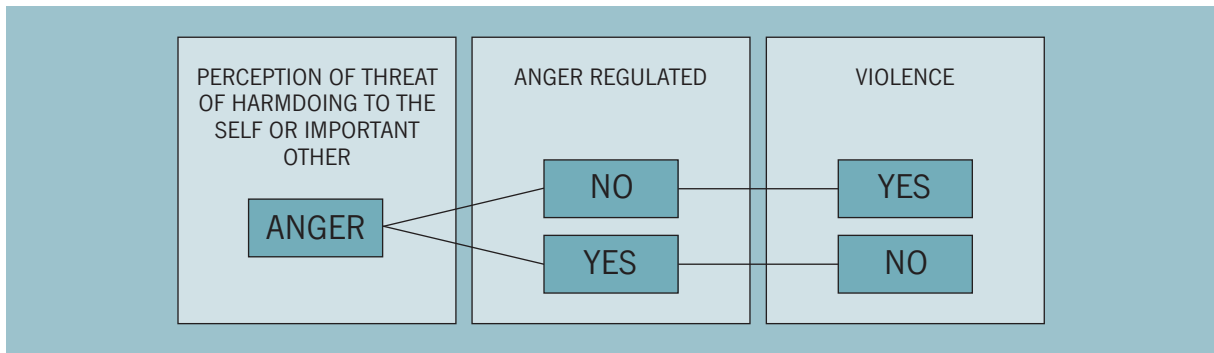 PERCEPTION OF THREAT
OF HARMDOING TO THE
SELF OR IMPORTANT
OTHER
ANGER
ANGER REGULATED
NO
YES
VIOLENCE
YES
NO